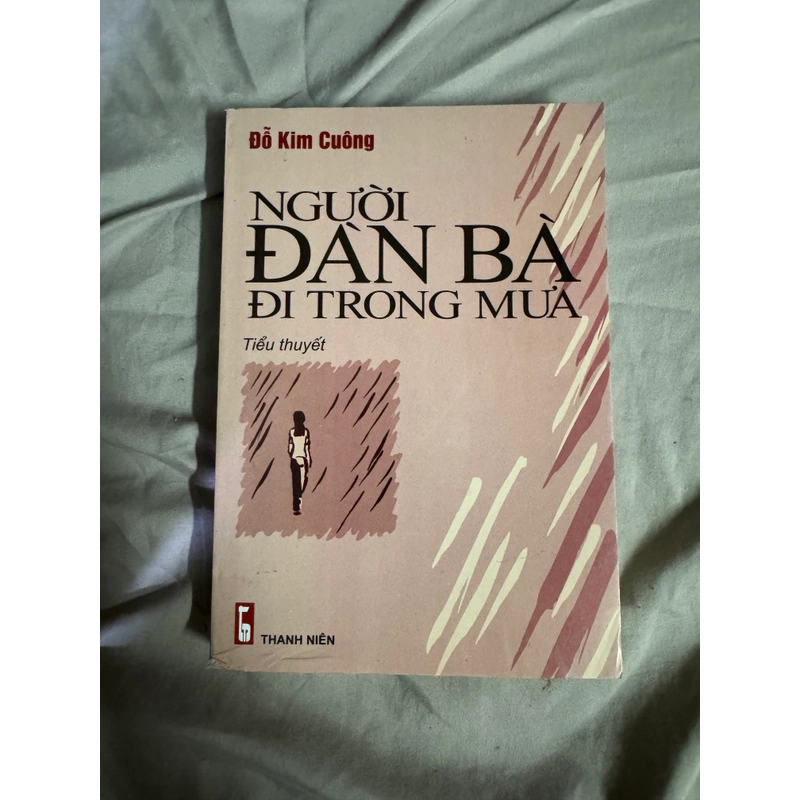 Đỗ Kim Cuông
NGƯỜI
ĐÀN BÀ
ĐI TRONG MƯA
Tiểu thuyết
THANH NIÊN